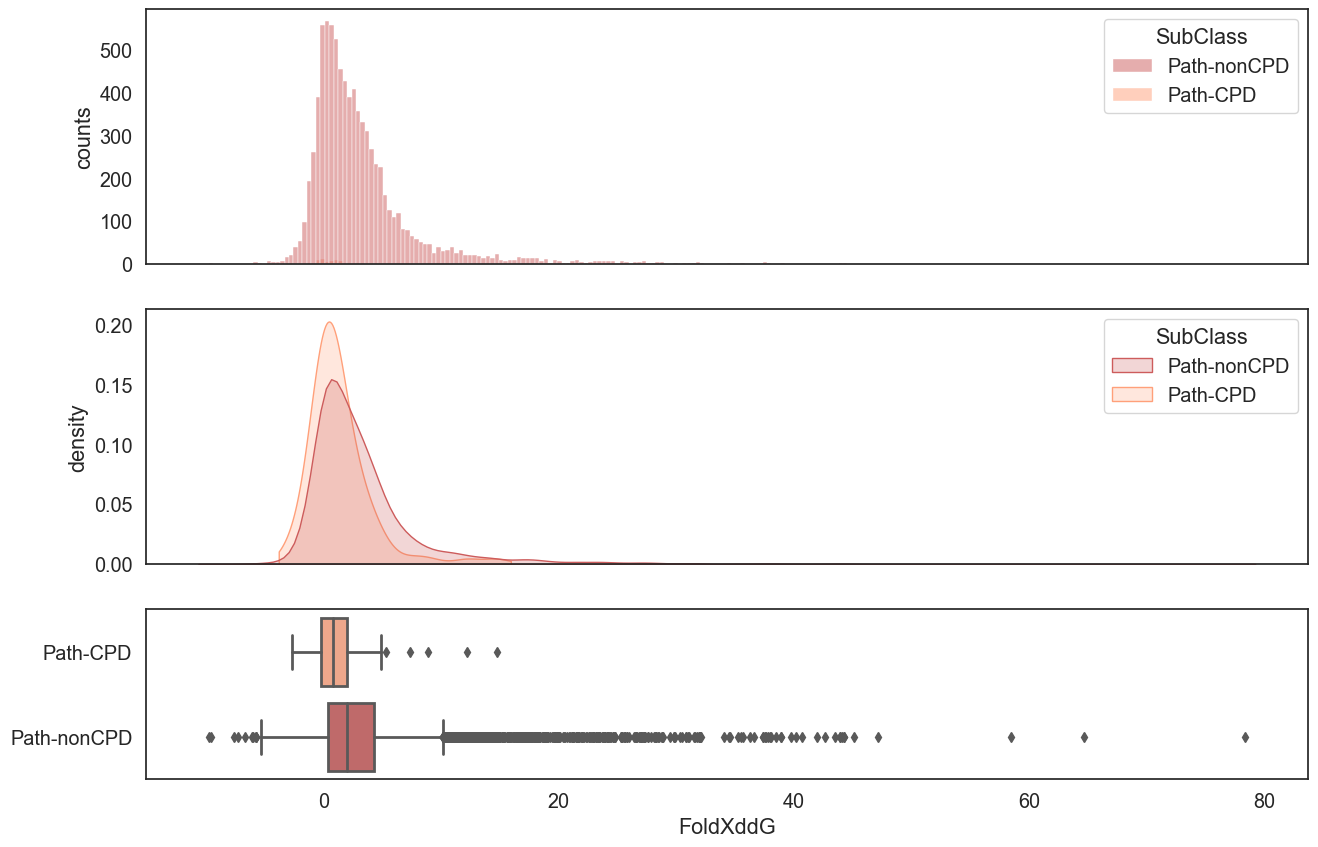 SubClass
Path-nonCPD
Path-CPD
counts
500
400
300
200
100
0
SubClass
Path-nonCPD
Path-CPD
density
0.20
0.15
0.10
0.05
0.00
Path-CPD
Path-nonCPD
0 20 40 60 80
FoldXddG